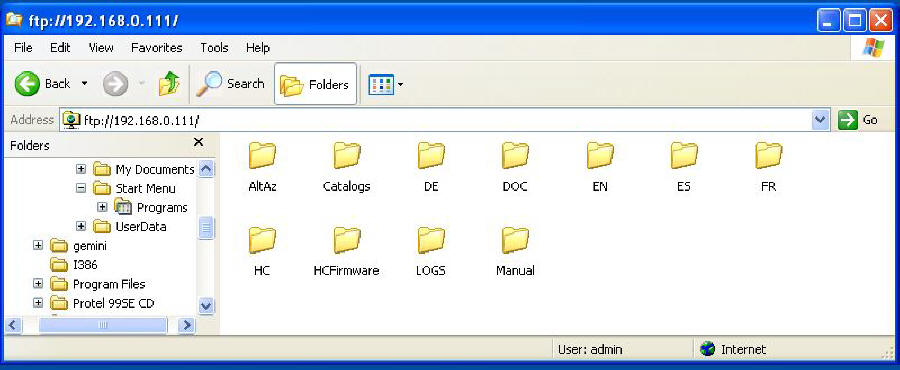 ftp://192.168.0.111/
File Edit View Favorites Tools Help
Back Search Folders
Address ftp://192.168.0.111/ Go
Folders
My Documents
Start Menu
Programs
UserData
gemini
I386
Program Files
Protel 99SE CD
AltAz Catalogs DE DOC EN ES FR
HC HCFirmware LOGS Manual
User: admin Internet